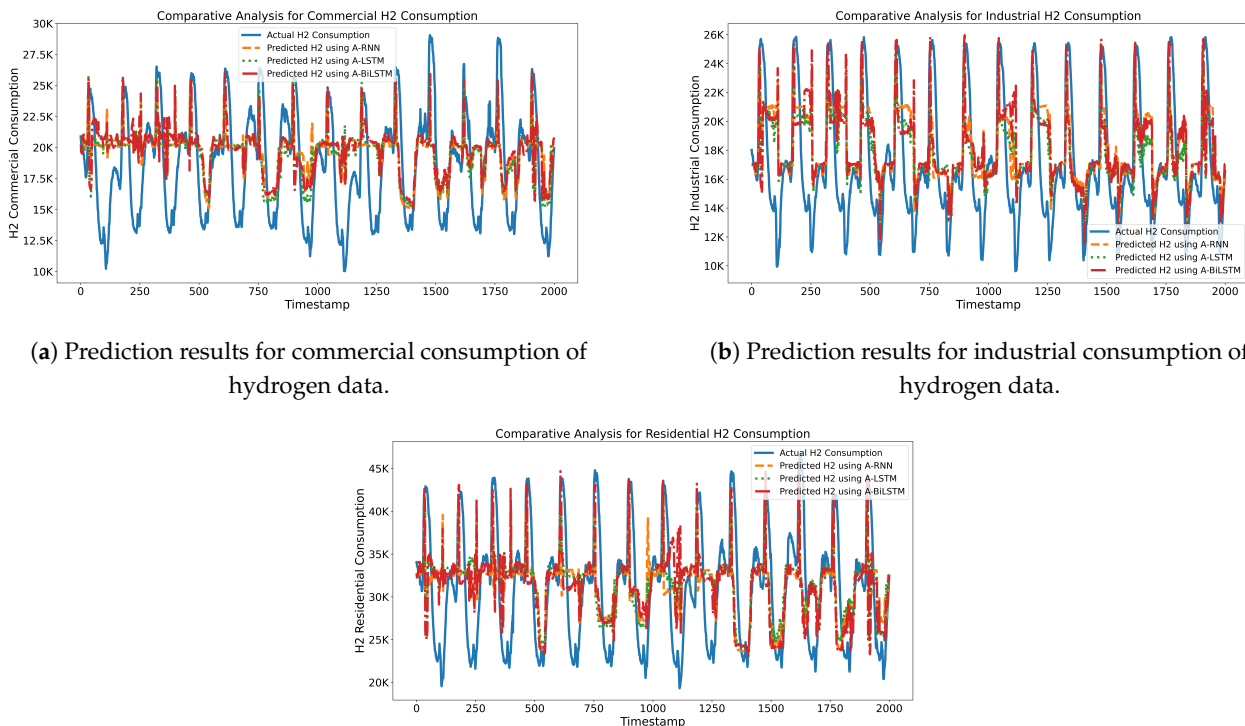 Comparative Analysis for Commercial H2 Consumption
30K
27.5K
25K
22.5K
20K
17.5K
15K
12.5K
10K
H2 Commercial Consumption
Actual H2 Consumption
Predicted H2 using A-RNN
Predicted H2 using A-LSTM
Predicted H2 using A-BiLSTM
0 250 500 750 1000 1250 1500 1750 2000
Timestamp
(a) Prediction results for commercial consumption of
hydrogen data.
Comparative Analysis for Industrial H2 Consumption
26K
24K
22K
20K
18K
16K
14K
12K
10K
H2 Industrial Consumption
Actual H2 Consumption
Predicted H2 using A-RNN
Predicted H2 using A-LSTM
Predicted H2 using A-BiLSTM
0 250 500 750 1000 1250 1500 1750 2000
Timestamp
(b) Prediction results for industrial consumption of
hydrogen data.
Comparative Analysis for Residential H2 Consumption
45K
40K
35K
30K
25K
20K
H2 Residential Consumption
Actual H2 Consumption
Predicted H2 using A-RNN
Predicted H2 using A-LSTM
Predicted H2 using A-BiLSTM
0 250 500 750 1000 1250 1500 1750 2000
Timestamp